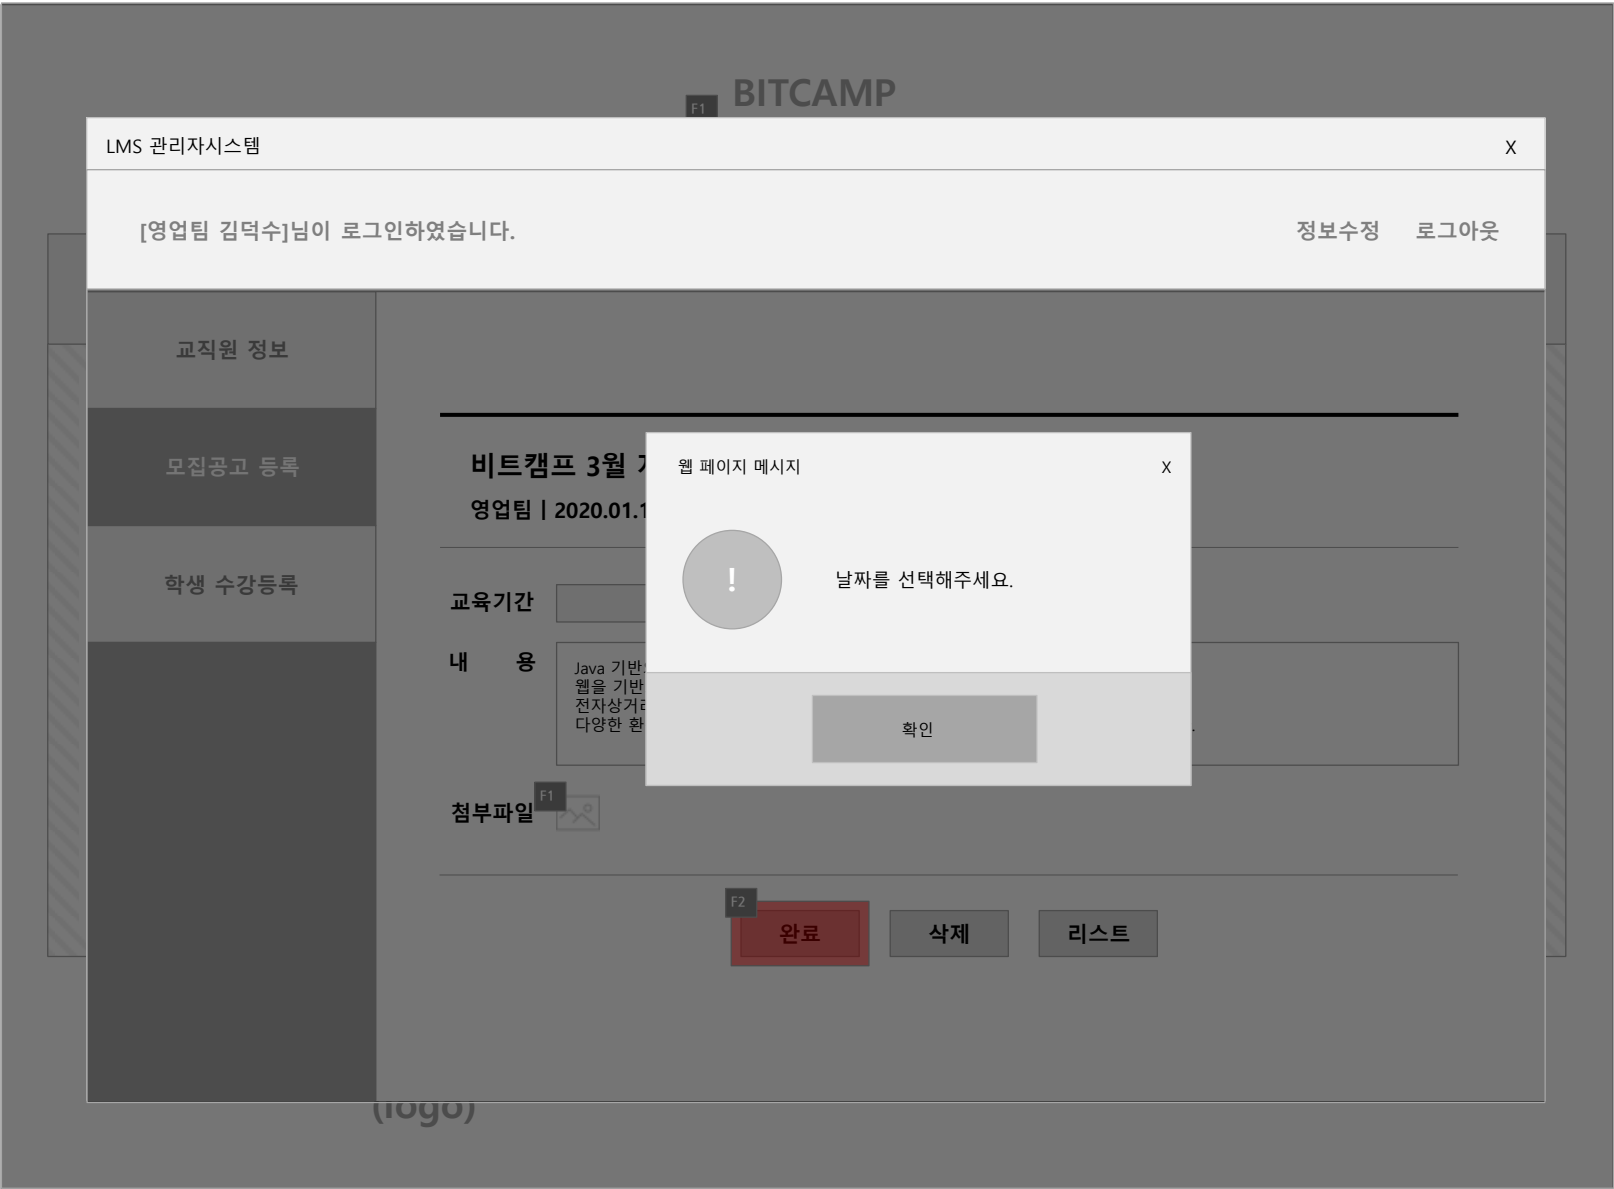 BITCAMP
F1
LMS 관리자시스템
X
[영업팀 김덕수]님이 로그인하였습니다.
정보수정
로그아웃
교직원 정보
모집공고 등록
학생 수강등록
비트캠프 3월
영업팀 | 2020.01.1
교육기간
내 용
Java 기반
웹을 기반
전자상거
다양한 환
.
첨부파일
F1
웹 페이지 메시지
X
!
날짜를 선택해주세요.
확인
F2
완료
삭제
리스트
(logo)